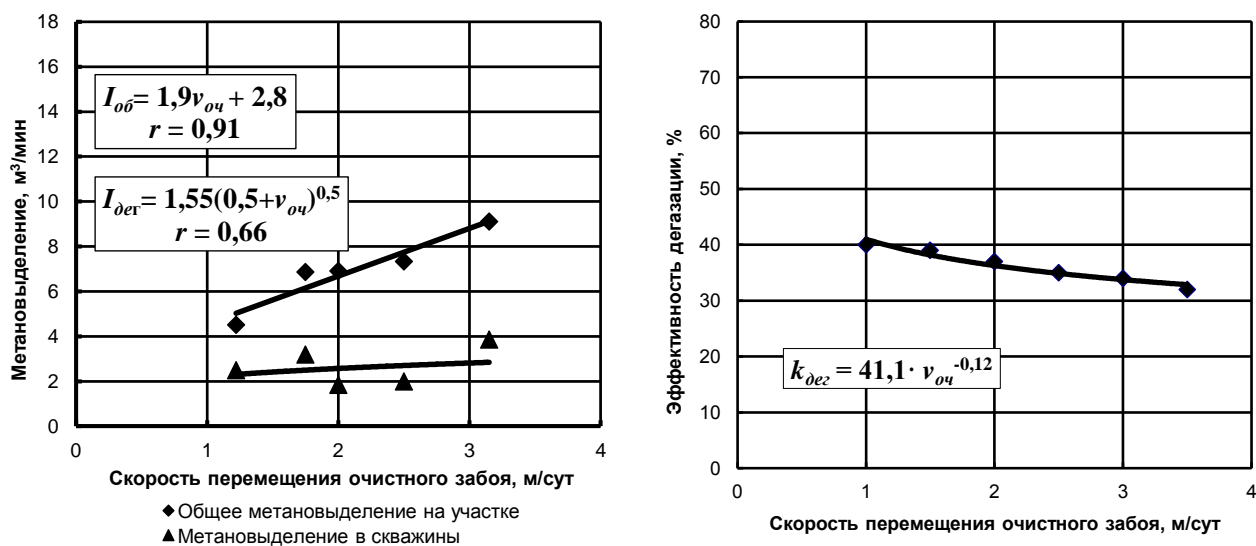 Метановыделение, м³/мин
18
16
14
12
10
8
6
4
2
0
I_об= 1,9v_оч + 2,8
r = 0,91
I_дег= 1,55(0,5+v_оч)^0,5
r = 0,66
0 1 2 3 4
Скорость перемещения очистного забоя, м/сут
Общее метановыделение на участке
Метановыделение в скважины
Эффективность дегазации, %
80
70
60
50
40
30
20
10
0
k_дег = 41,1· v_оч^-0,12
0 1 2 3 4
Скорость перемещения очистного забоя, м/сут